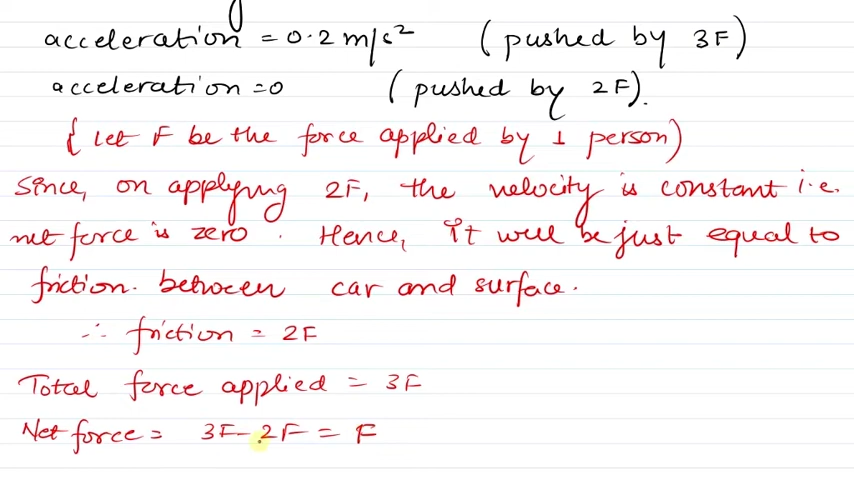 acceleration = 0.2 m/s² (pushed by 3F)
acceleration = 0 (pushed by 2F).
{Let F be the force applied by 1 person)
Since, on applying 2F, the velocity is constant i.e.
net force is zero. Hence, it will be just equal to
friction. between car and surface.
∴ friction = 2F
Total force applied = 3F
Net force = 3F - 2F = F